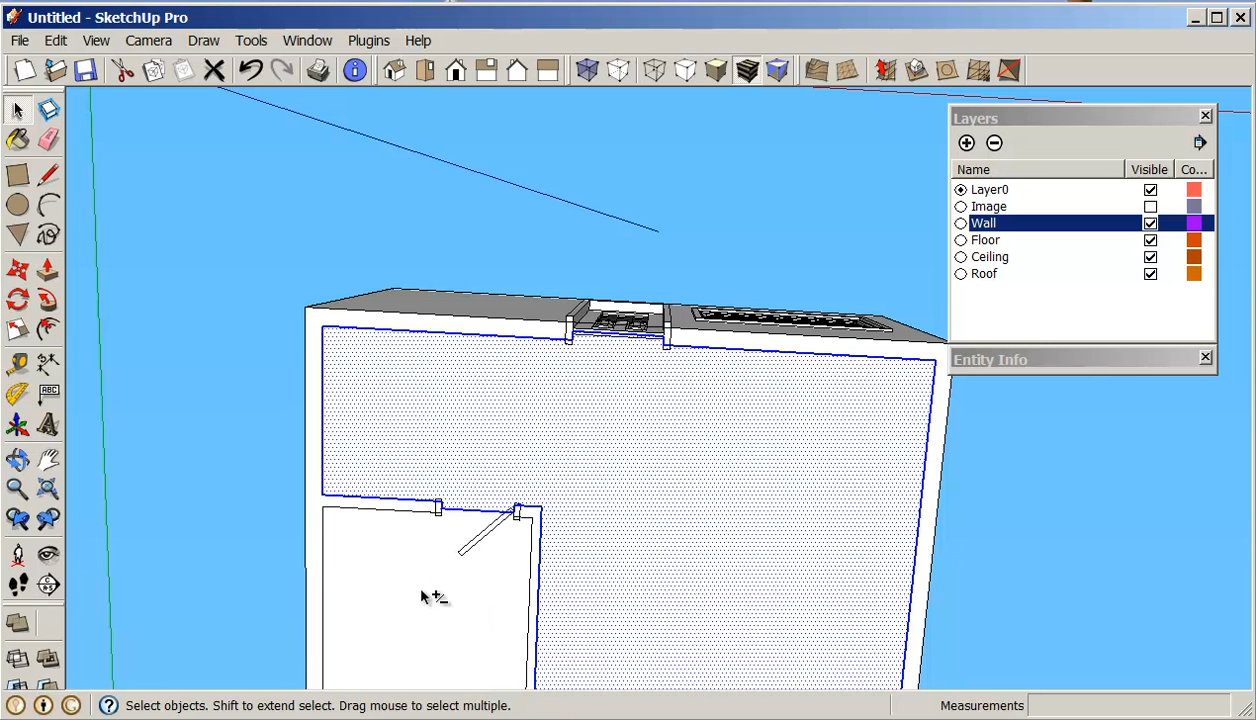 Untitled - SketchUp Pro
File Edit View Camera Draw Tools Window Plugins Help
Layers
Name Visible Co...
Layer0
Image
Wall
Floor
Ceiling
Roof
Entity Info
ABC
Select objects. Shift to extend select. Drag mouse to select multiple.
Measurements